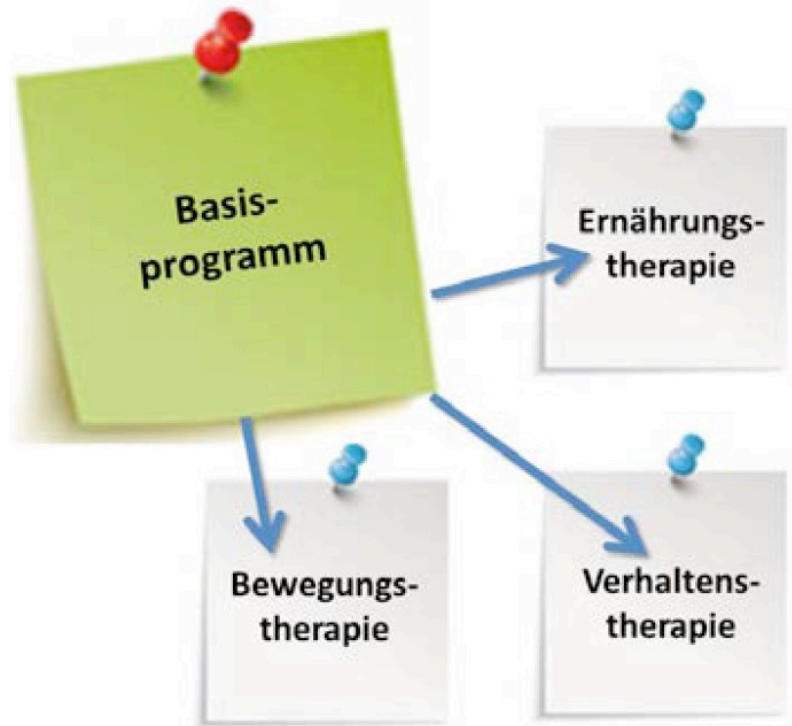 Basis-
programm
Ernährungs-
therapie
Bewegungs-
therapie
Verhaltens-
therapie